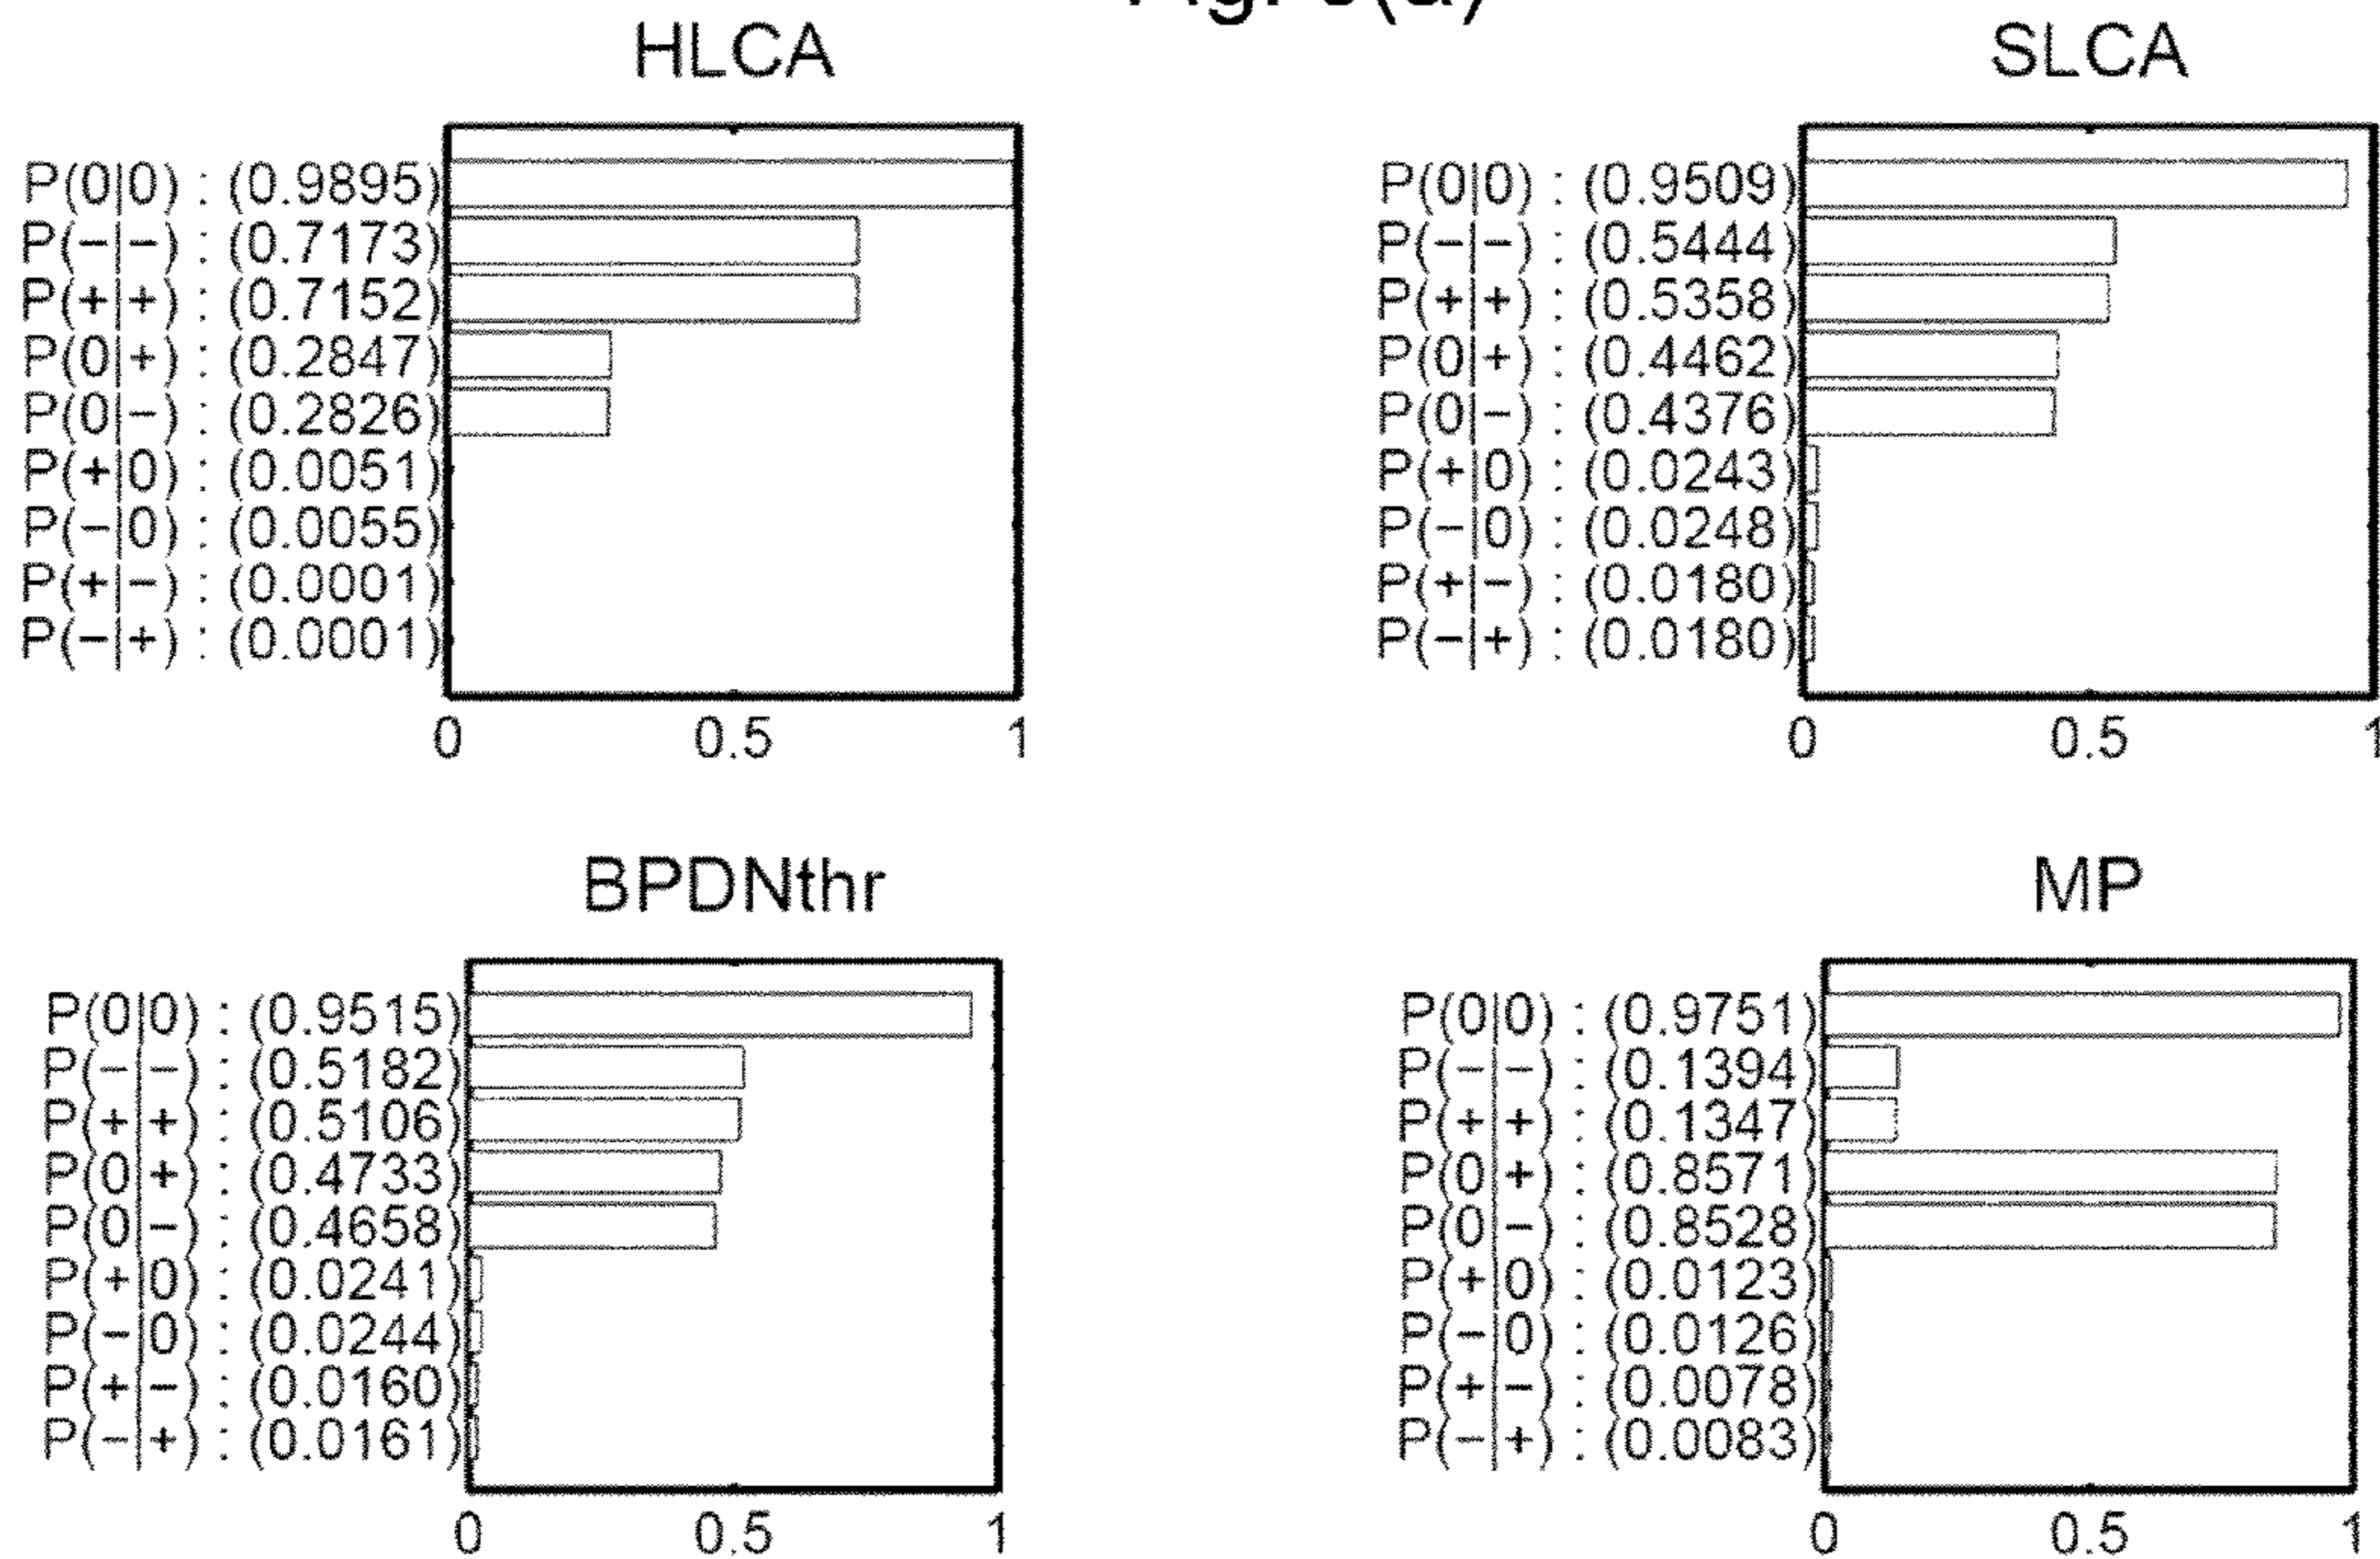 HLCA
P(0|0) : (0.9895)
P(−|−) : (0.7173)
P(+|+) : (0.7152)
P(0|+) : (0.2847)
P(0|−) : (0.2826)
P(+|0) : (0.0051)
P(−|0) : (0.0055)
P(+|−) : (0.0001)
P(−|+) : (0.0001)
0 0.5 1
SLCA
P(0|0) : (0.9509)
P(−|−) : (0.5444)
P(+|+) : (0.5358)
P(0|+) : (0.4462)
P(0|−) : (0.4376)
P(+|0) : (0.0243)
P(−|0) : (0.0248)
P(+|−) : (0.0180)
P(−|+) : (0.0180)
0 0.5 1
BPDNthr
P(0|0) : (0.9515)
P(−|−) : (0.5182)
P(+|+) : (0.5106)
P(0|+) : (0.4733)
P(0|−) : (0.4658)
P(+|0) : (0.0241)
P(−|0) : (0.0244)
P(+|−) : (0.0160)
P(−|+) : (0.0161)
0 0.5 1
MP
P(0|0) : (0.9751)
P(−|−) : (0.1394)
P(+|+) : (0.1347)
P(0|+) : (0.8571)
P(0|−) : (0.8528)
P(+|0) : (0.0123)
P(−|0) : (0.0126)
P(+|−) : (0.0078)
P(−|+) : (0.0083)
0 0.5 1